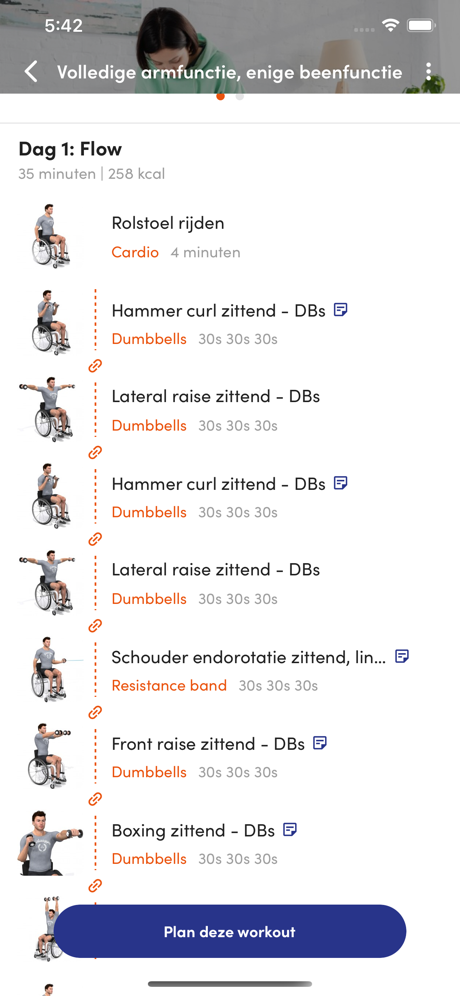 5:42
Volledige armfunctie, enige beenfunctie
Dag 1: Flow
35 minuten | 258 kcal
Rolstoel rijden
Cardio 4 minuten
Hammer curl zittend - DBs
Dumbbells 30s 30s 30s
Lateral raise zittend - DBs
Dumbbells 30s 30s 30s
Hammer curl zittend - DBs
Dumbbells 30s 30s 30s
Lateral raise zittend - DBs
Dumbbells 30s 30s 30s
Schouder endorotatie zittend, lin...
Resistance band 30s 30s 30s
Front raise zittend - DBs
Dumbbells 30s 30s 30s
Boxing zittend - DBs
Dumbbells 30s 30s 30s
Plan deze workout